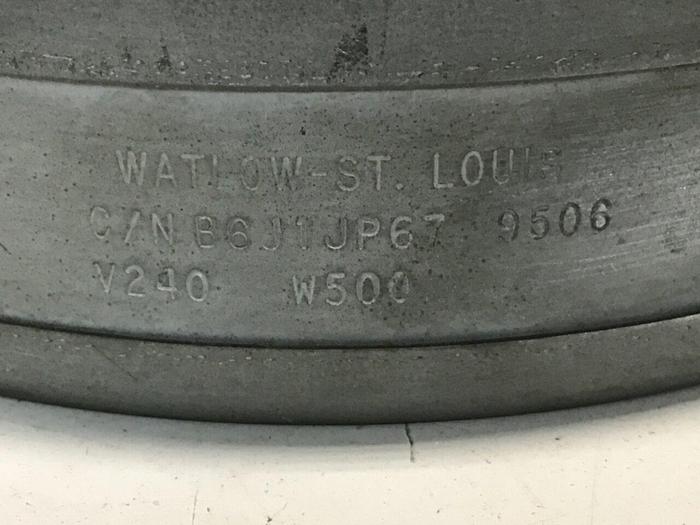 WATLOW-ST. LOUIS
C/N B6J1JP67 9506
V240 W500